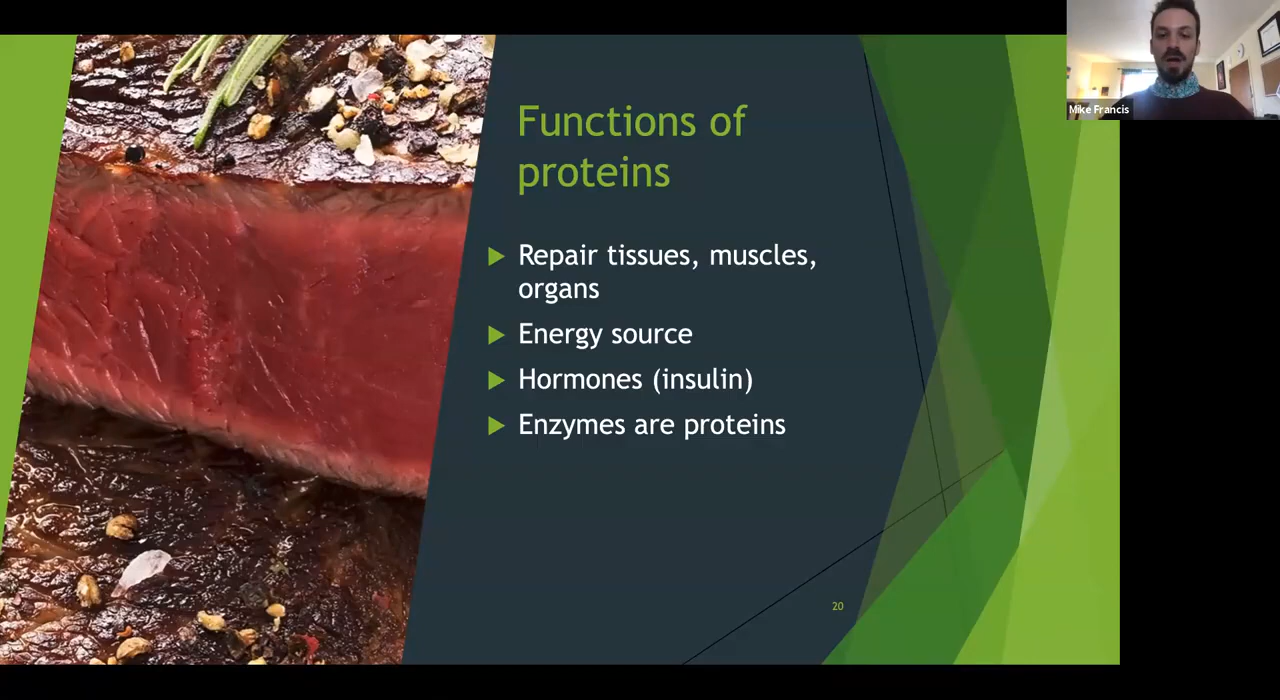 Functions of
proteins
Repair tissues, muscles,
organs
Energy source
Hormones (insulin)
Enzymes are proteins
20
Mike Francis